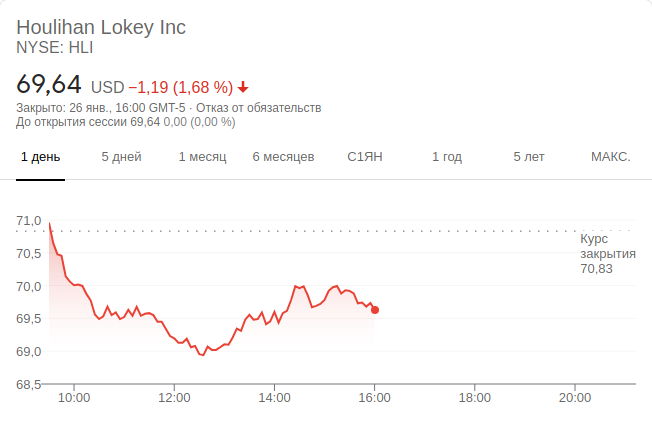 Houlihan Lokey Inc
NYSE: HLI
69,64 USD −1,19 (1,68 %)
Закрыто: 26 янв., 16:00 GMT-5 · Отказ от обязательств
До открытия сессии 69,64 0,00 (0,00 %)
1 день 5 дней 1 месяц 6 месяцев С1ЯН 1 год 5 лет МАКС.
71,0
Курс
закрытия
70,83
70,5
70,0
69,5
69,0
68,5
10:00 12:00 14:00 16:00 18:00 20:00